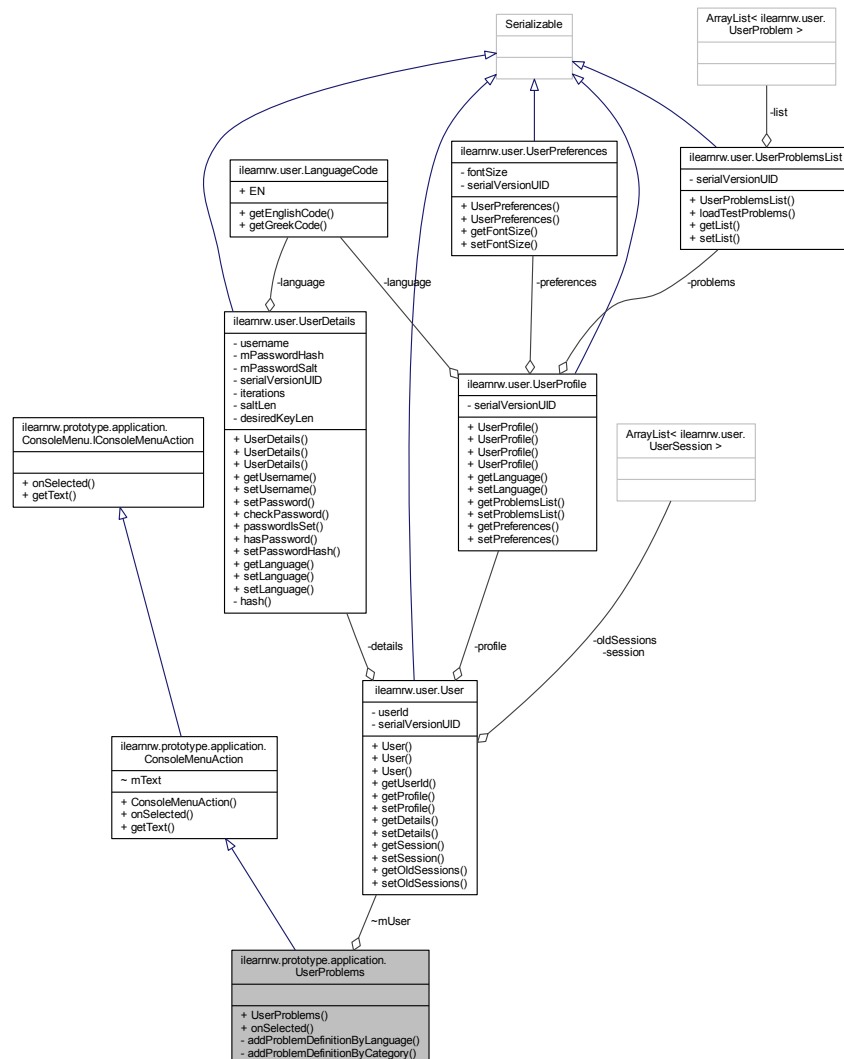 Serializable
ArrayList< ilearnrw.user.
UserProblem >
-list
ilearnrw.user.UserPreferences
- fontSize
- serialVersionUID
+ UserPreferences()
+ UserPreferences()
+ getFontSize()
+ setFontSize()
ilearnrw.user.UserProblemsList
- serialVersionUID
+ UserProblemsList()
+ loadTestProblems()
+ getList()
+ setList()
ilearnrw.user.LanguageCode
+ EN
+ getEnglishCode()
+ getGreekCode()
-language
-language
-preferences
-problems
ilearnrw.user.UserDetails
- username
- mPasswordHash
- mPasswordSalt
- serialVersionUID
- iterations
- saltLen
- desiredKeyLen
+ UserDetails()
+ UserDetails()
+ UserDetails()
+ getUsername()
+ setUsername()
+ setPassword()
+ checkPassword()
+ passwordIsSet()
+ hasPassword()
+ setPasswordHash()
+ getLanguage()
+ setLanguage()
+ setLanguage()
- hash()
ilearnrw.user.UserProfile
- serialVersionUID
+ UserProfile()
+ UserProfile()
+ UserProfile()
+ UserProfile()
+ getLanguage()
+ setLanguage()
+ getProblemsList()
+ setProblemsList()
+ getPreferences()
+ setPreferences()
ilearnrw.prototype.application.
ConsoleMenu.IConsoleMenuAction
+ onSelected()
+ getText()
ArrayList< ilearnrw.user.
UserSession >
-details
-profile
-oldSessions
-session
ilearnrw.user.User
- userId
- serialVersionUID
+ User()
+ User()
+ User()
+ getUserId()
+ getProfile()
+ setProfile()
+ getDetails()
+ setDetails()
+ getSession()
+ setSession()
+ getOldSessions()
+ setOldSessions()
ilearnrw.prototype.application.
ConsoleMenuAction
~ mText
+ ConsoleMenuAction()
+ onSelected()
+ getText()
~mUser
ilearnrw.prototype.application.
UserProblems
+ UserProblems()
+ onSelected()
- addProblemDefinitionByLanguage()
- addProblemDefinitionByCategory()